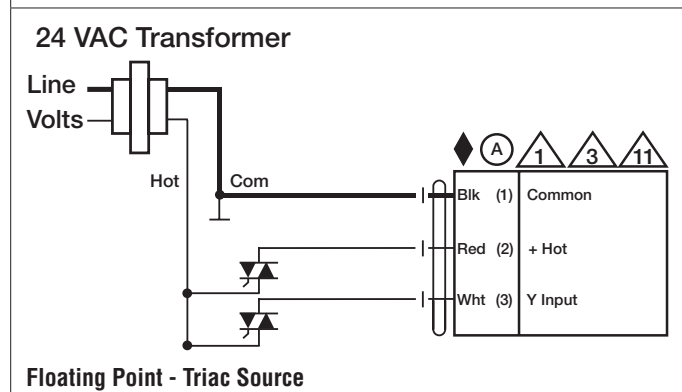 24 VAC Transformer
Line
Volts
Hot
Com
A 1 3 11
Blk (1) Common
Red (2) + Hot
Wht (3) Y Input
Floating Point - Triac Source